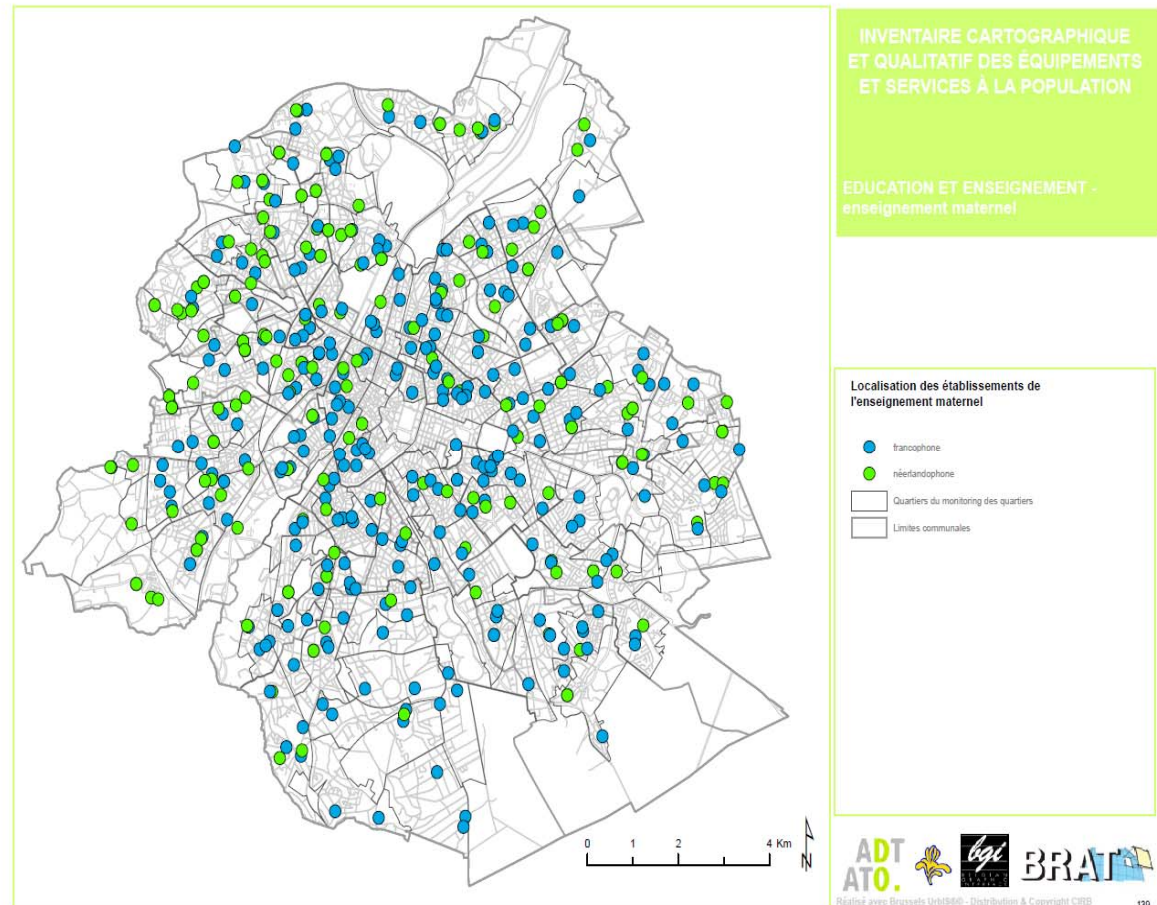 INVENTAIRE CARTOGRAPHIQUE
ET QUALITATIF DES ÉQUIPEMENTS
ET SERVICES À LA POPULATION
EDUCATION ET ENSEIGNEMENT -
enseignement maternel
Localisation des établissements de
l'enseignement maternel
francophone
néerlandophone
Quartiers du monitoring des quartiers
Limites communales
0 1 2 4 Km
N
ADT
ATO.
bgi
BRAT
Réalisé avec Brussels UrbIS®© - Distribution & Copyright CIRB
139